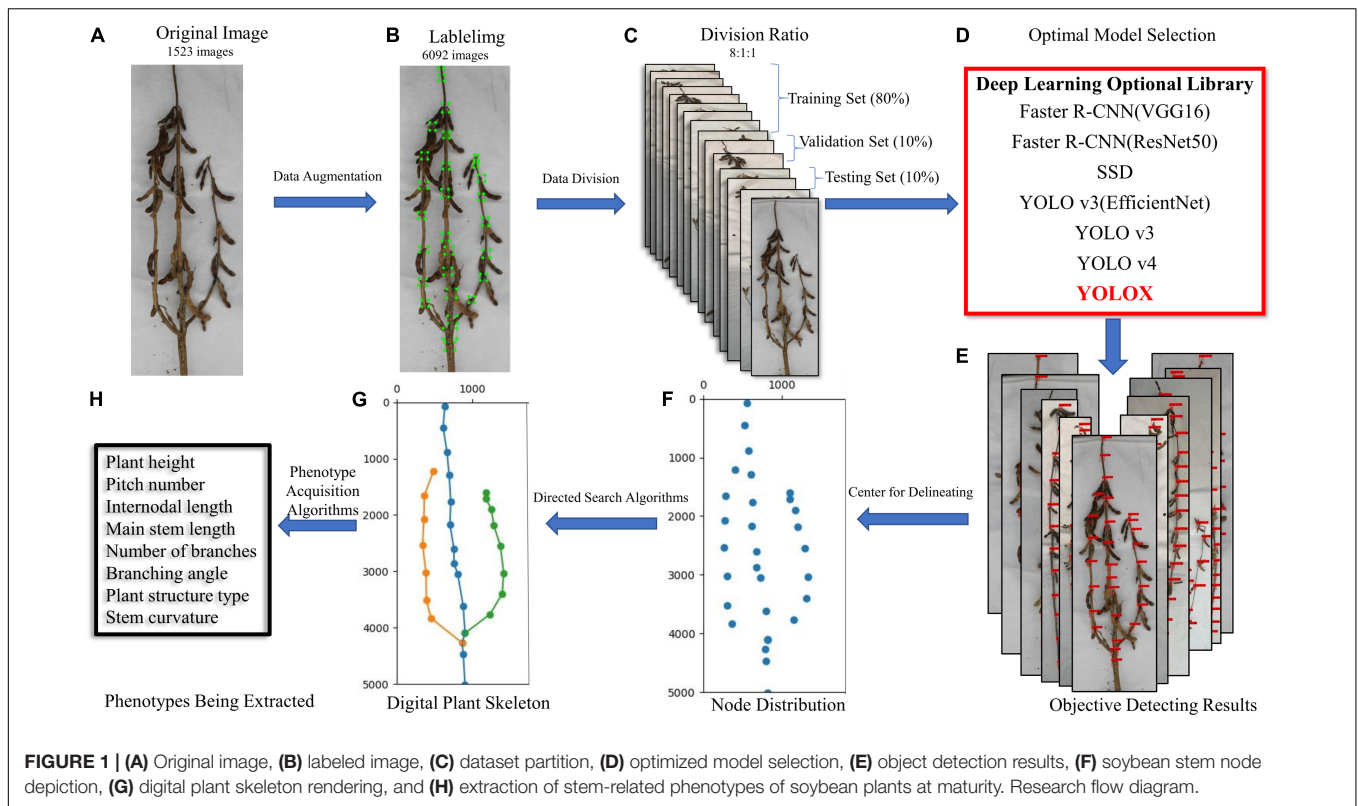 A
Original Image
1523 images
B
Lablelimg
6092 images
C
Division Ratio
8:1:1
D
Optimal Model Selection
Data Augmentation
Data Division
Training Set (80%)
Validation Set (10%)
Testing Set (10%)
Deep Learning Optional Library
Faster R-CNN(VGG16)
Faster R-CNN(ResNet50)
SSD
YOLO v3(EfficientNet)
YOLO v3
YOLO v4
YOLOX
E
Objective Detecting Results
Center for Delineating
F
0
1000
0
1000
2000
3000
4000
5000
Node Distribution
Directed Search Algorithms
G
0
1000
0
1000
2000
3000
4000
5000
Digital Plant Skeleton
Phenotype
Acquisition
Algorithms
H
Plant height
Pitch number
Internodal length
Main stem length
Number of branches
Branching angle
Plant structure type
Stem curvature
Phenotypes Being Extracted
FIGURE 1 | (A) Original image, (B) labeled image, (C) dataset partition, (D) optimized model selection, (E) object detection results, (F) soybean stem node
depiction, (G) digital plant skeleton rendering, and (H) extraction of stem-related phenotypes of soybean plants at maturity. Research flow diagram.